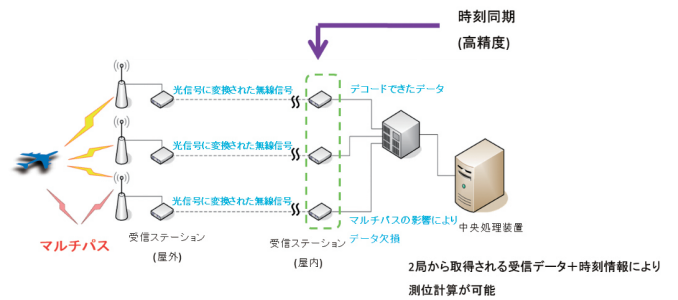 時刻同期
(高精度)
光信号に変換された無線信号
デコードできたデータ
光信号に変換された無線信号
光信号に変換された無線信号
マルチパス
受信ステーション
(屋外)
受信ステーション
(屋内)
マルチパスの影響により
データ欠損
中央処理装置
2局から取得される受信データ+時刻情報により
測位計算が可能